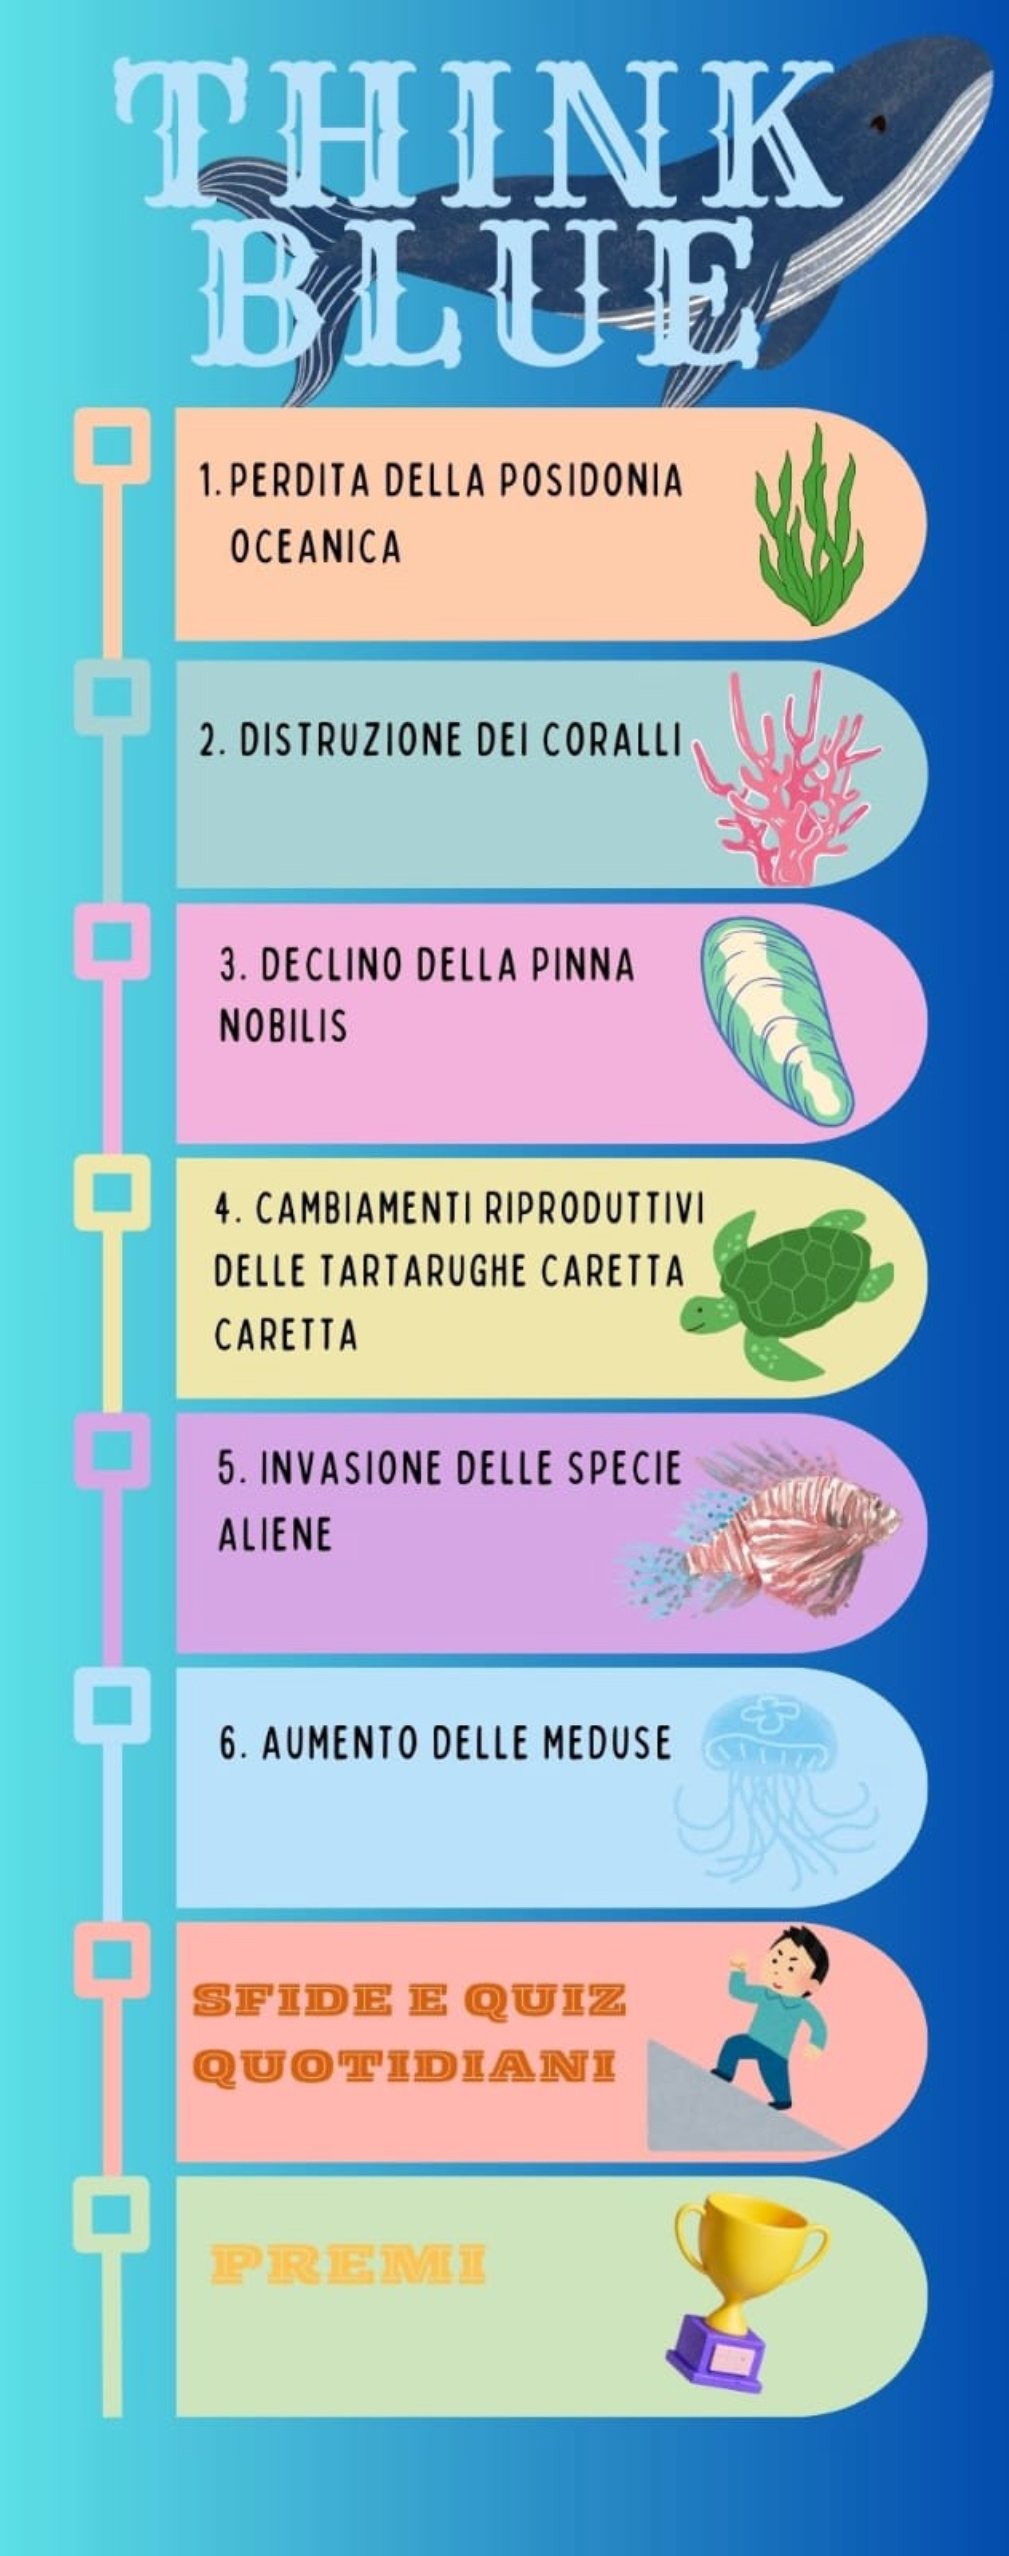 THINK
BLUE
1. PERDITA DELLA POSIDONIA
OCEANICA
2. DISTRUZIONE DEI CORALLI
3. DECLINO DELLA PINNA
NOBILIS
4. CAMBIAMENTI RIPRODUTTIVI
DELLE TARTARUGHE CARETTA
CARETTA
5. INVASIONE DELLE SPECIE
ALIENE
6. AUMENTO DELLE MEDUSE
SFIDE E QUIZ
QUOTIDIANI
PREMI